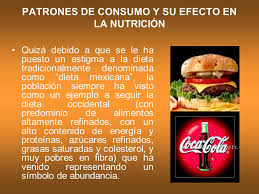 PATRONES DE CONSUMO Y SU EFECTO EN
LA NUTRICIÓN
• Quizá debido a que se le ha
puesto un estigma a la dieta
tradicionalmente denominada
como “dieta mexicana”, la
población siempre ha visto
como un ejemplo a seguir la
dieta occidental (con
predominio de alimentos
altamente refinados, con un
alto contenido de energía y
proteínas, azúcares refinados,
grasas saturadas y colesterol, y
muy pobres en fibra) que ha
venido representando un
símbolo de abundancia.
Coca-Cola